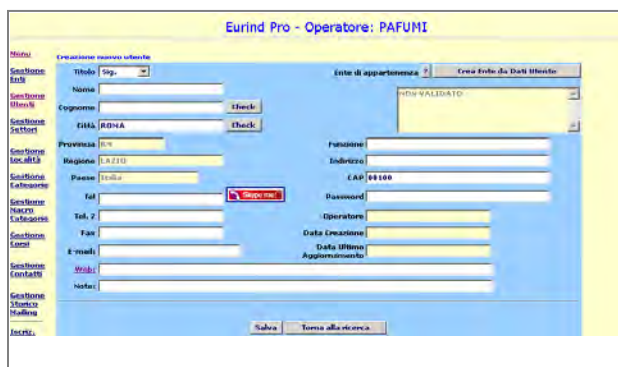 Eurind Pro - Operatore: PAFUMI
Menu
Gestione Enti
Gestione Utenti
Gestione Settori
Gestione Località
Gestione Categorie
Gestione Macro Categorie
Gestione Corsi
Gestione Contatti
Gestione Storico Mailing
Iscriz.
Creazione nuovo utente
Titolo Sig.
Ente di appartenenza ? Crea Ente da Dati Utente
NON VALIDATO
Nome
Cognome Check
Città ROMA Check
Provincia RM
Funzione
Regione LAZIO
Indirizzo
Paese Italia
CAP 00100
Tel Skype me!
Password
Tel. 2
Operatore
Fax
Data Creazione
E-mail:
Data Ultimo Aggiornamento
Web:
Note:
Salva Torna alla ricerca